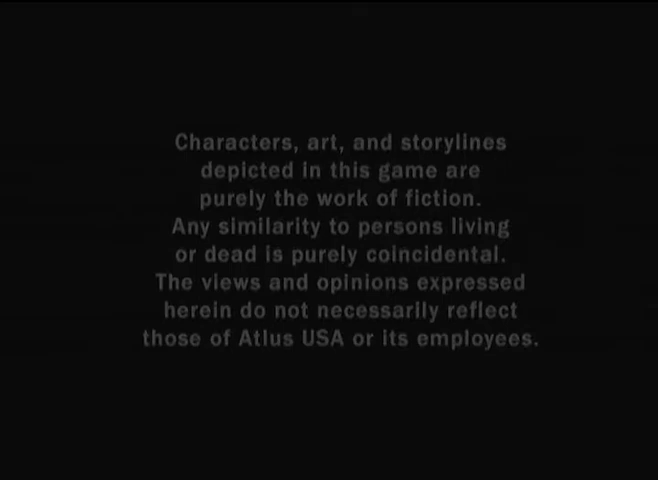 Characters, art, and storylines
depicted in this game are
purely the work of fiction.
Any similarity to persons living
or dead is purely coincidental.
The views and opinions expressed
herein do not necessarily reflect
those of Atlus USA or its employees.